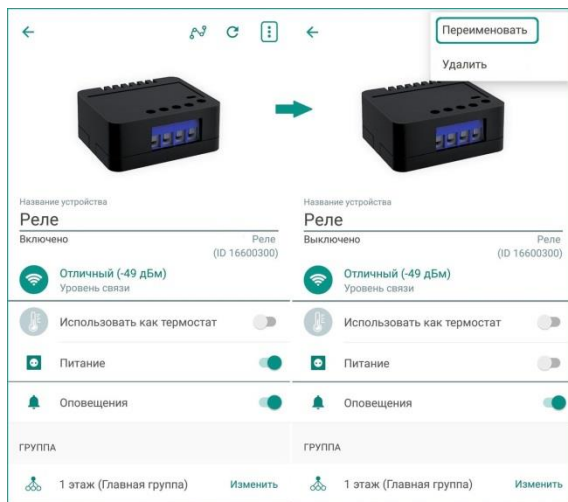 Название устройства
Реле
Включено
Реле
(ID 16600300)
Отличный (-49 дБм)
Уровень связи
Использовать как термостат
Питание
Оповещения
ГРУППА
1 этаж (Главная группа)
Изменить
Переименовать
Удалить
Название устройства
Реле
Выключено
Реле
(ID 16600300)
Отличный (-49 дБм)
Уровень связи
Использовать как термостат
Питание
Оповещения
ГРУППА
1 этаж (Главная группа)
Изменить